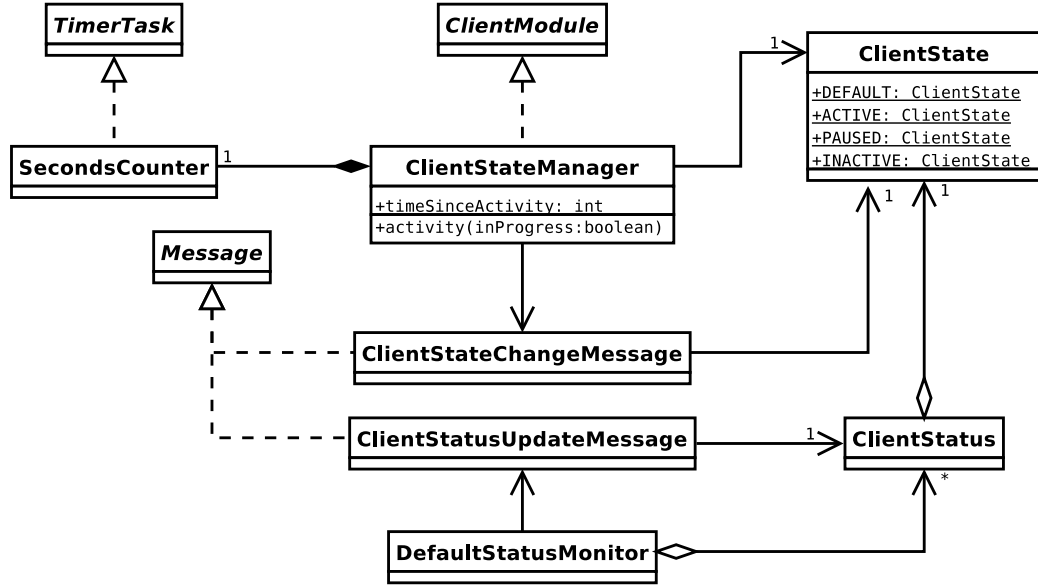 TimerTask
ClientModule
1
ClientState
+DEFAULT: ClientState
+ACTIVE: ClientState
+PAUSED: ClientState
+INACTIVE: ClientState
SecondsCounter
1
ClientStateManager
+timeSinceActivity: int
+activity(inProgress:boolean)
1
1
Message
ClientStateChangeMessage
ClientStatusUpdateMessage
1
ClientStatus
*
DefaultStatusMonitor